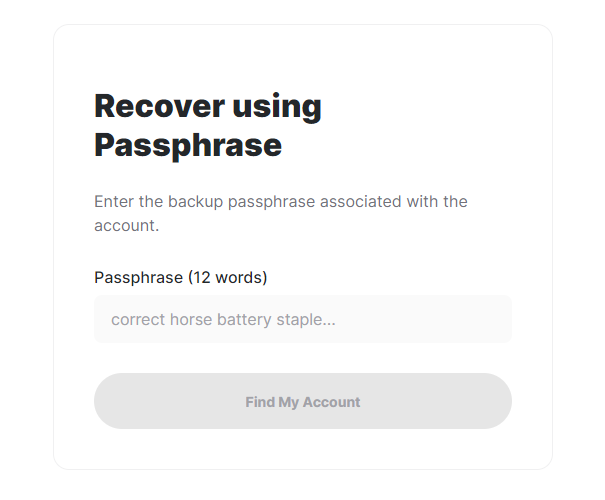 Recover using
Passphrase
Enter the backup passphrase associated with the
account.
Passphrase (12 words)
correct horse battery staple...
Find My Account